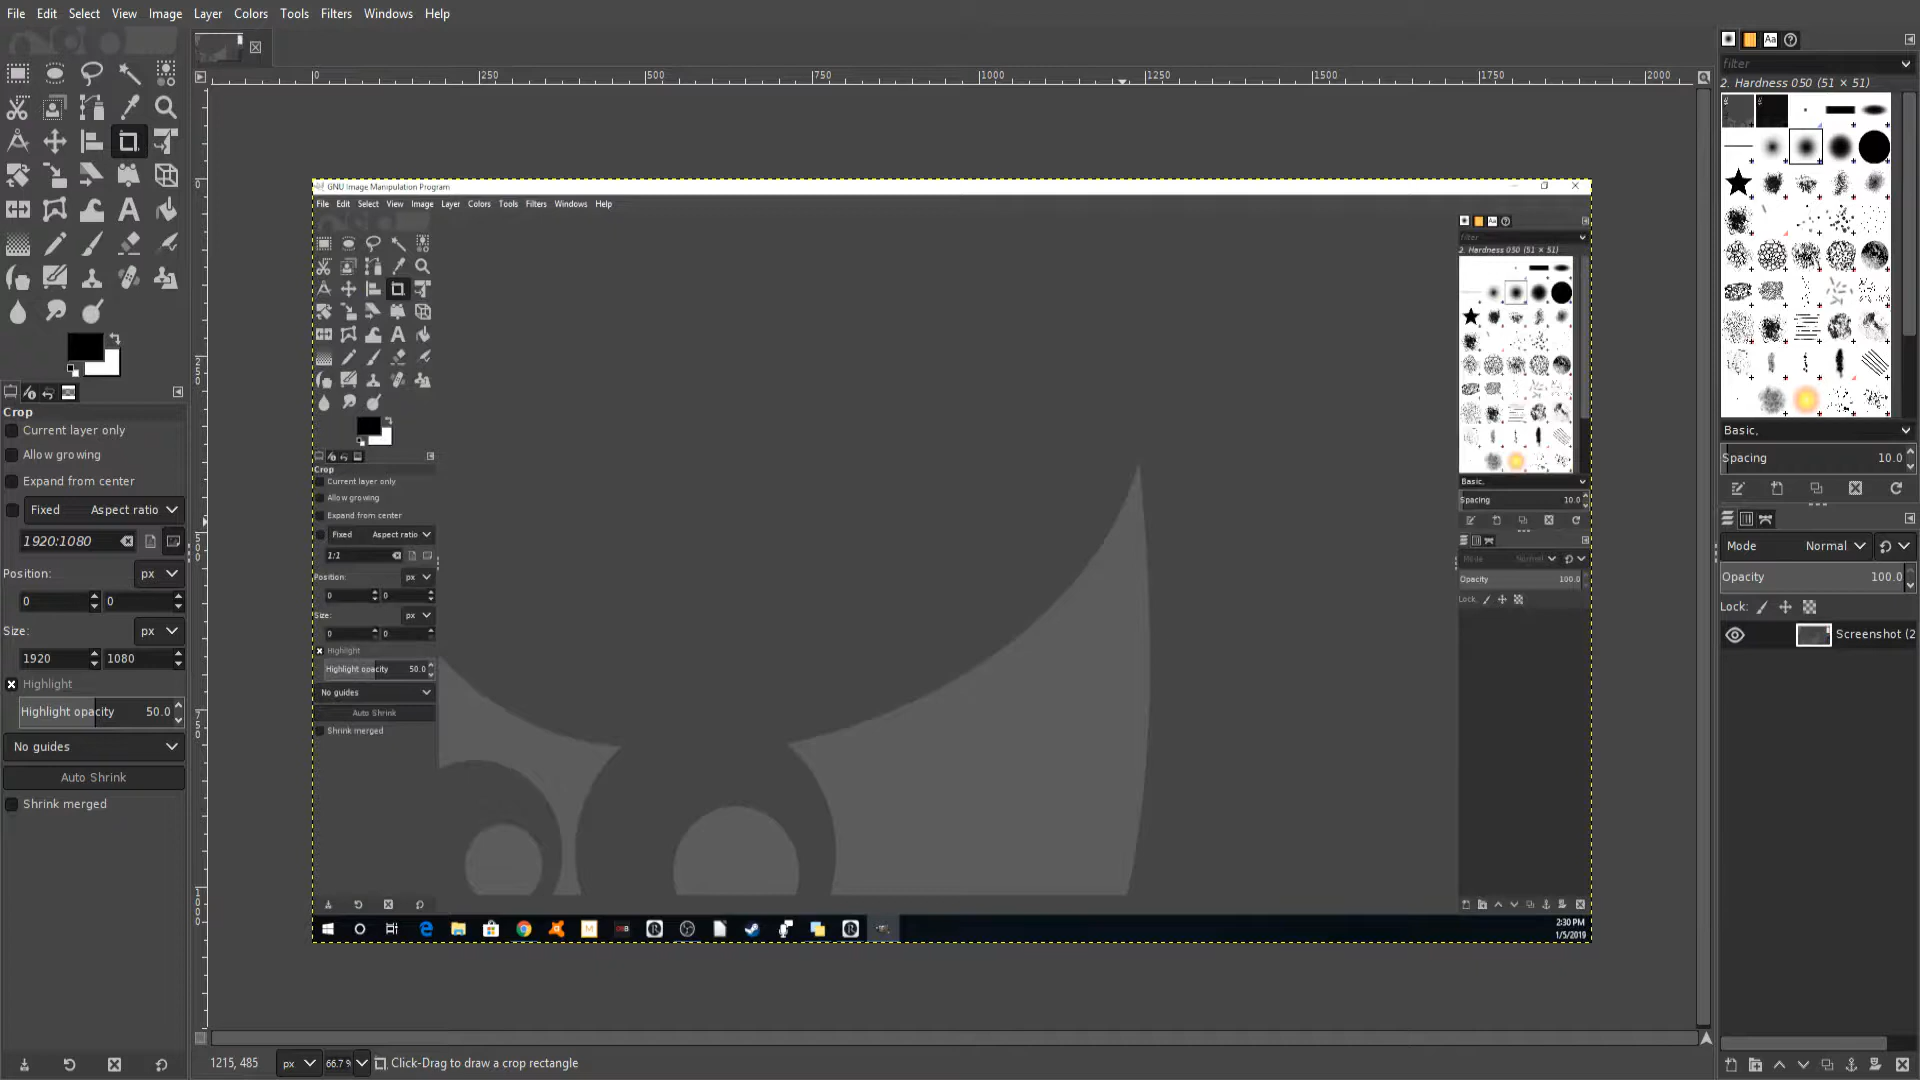 File Edit Select View Image Layer Colors Tools Filters Windows Help
0 250 500 750 1000 1250 1500 1750 2000
filter
2. Hardness 050 (51 × 51)
Basic,
Spacing 10.0
Mode Normal
Opacity 100.0
Lock:
Screenshot (2
Crop
Current layer only
Allow growing
Expand from center
Fixed Aspect ratio
1920:1080
Position: px
0 0
Size: px
1920 1080
Highlight
Highlight opacity 50.0
No guides
Auto Shrink
Shrink merged
GNU Image Manipulation Program
File Edit Select View Image Layer Colors Tools Filters Windows Help
filter
2. Hardness 050 (51 × 51)
Basic,
Spacing 10.0
Mode Normal
Opacity 100.0
Lock:
Crop
Current layer only
Allow growing
Expand from center
Fixed Aspect ratio
1:1
Position: px
0 0
Size: px
0 0
Highlight
Highlight opacity 50.0
No guides
Auto Shrink
Shrink merged
2:30 PM
1/5/2019
1215, 485 px 66.7 % Click-Drag to draw a crop rectangle